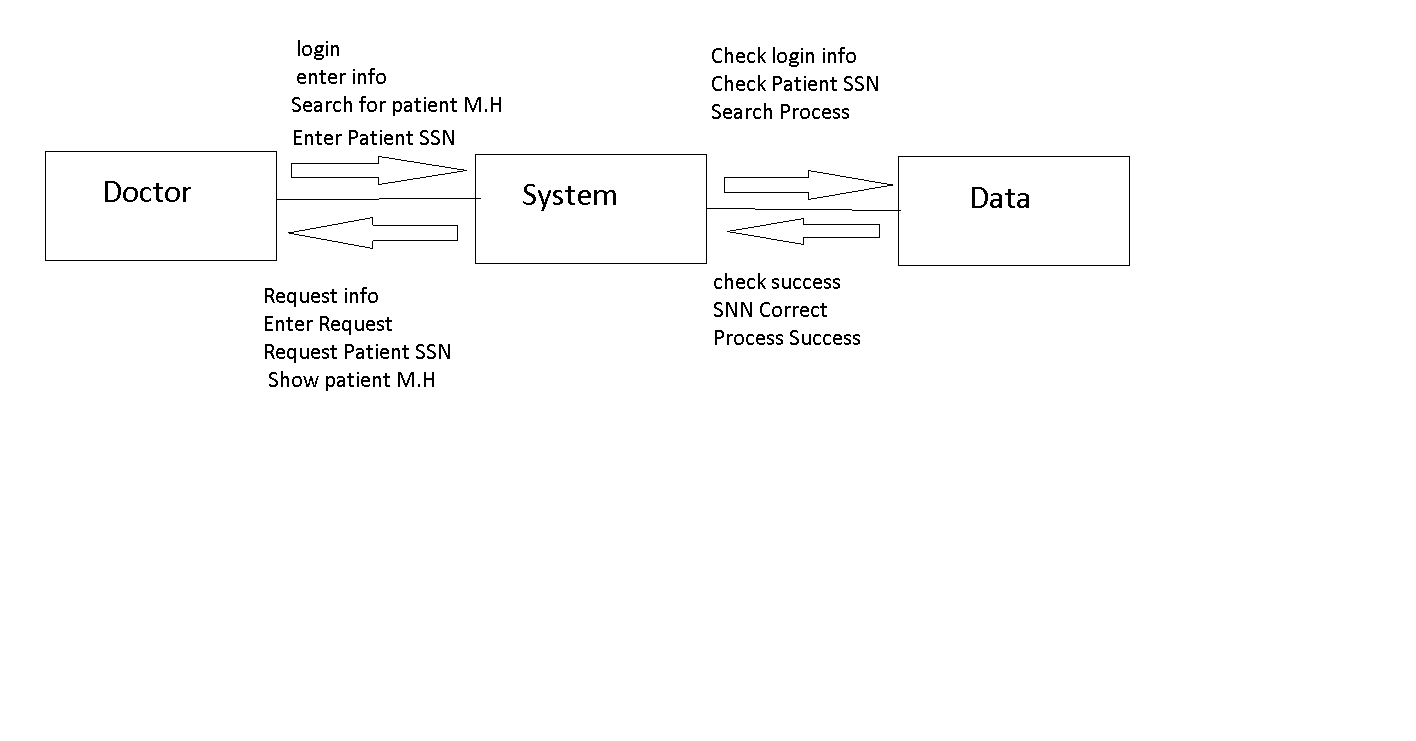 login
enter info
Search for patient M.H
Enter Patient SSN
Check login info
Check Patient SSN
Search Process
Doctor
System
Data
Request info
Enter Request
Request Patient SSN
Show patient M.H
check success
SNN Correct
Process Success